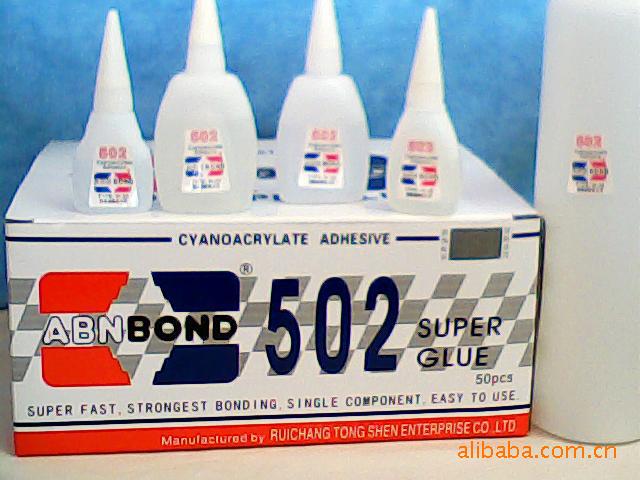 502
502
502
502
502
CYANOACRYLATE ADHESIVE
ABNBOND®
502
SUPER
GLUE
50pcs
SUPER FAST, STRONGEST BONDING, SINGLE COMPONENT, EASY TO USE.
Manufactured by RUICHANG TONG SHEN ENTERPRISE CO.,LTD
alibaba.com.cn